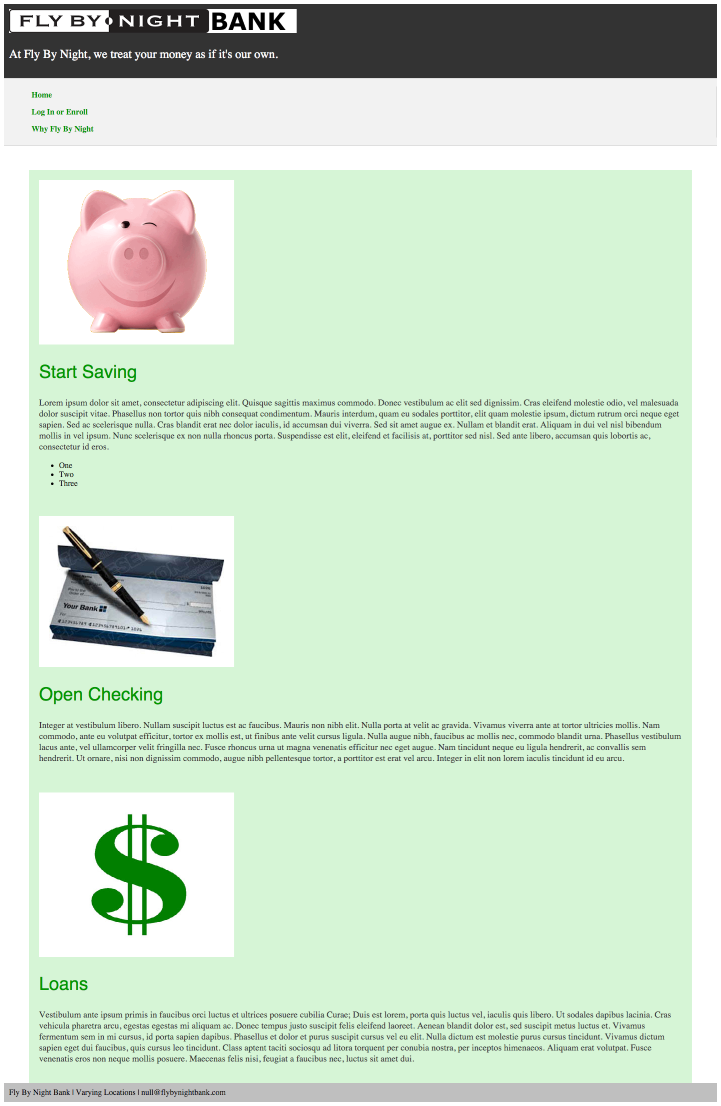 FLY BY NIGHT BANK
At Fly By Night, we treat your money as if it's our own.
Home
Log In or Enroll
Why Fly By Night
Start Saving
Lorem ipsum dolor sit amet, consectetur adipiscing elit. Quisque sagittis maximus commodo. Donec vestibulum ac elit sed dignissim. Cras eleifend molestie odio, vel malesuada
dolor suscipit vitae. Phasellus non tortor quis nibh consequat condimentum. Mauris interdum, quam eu sodales porttitor, elit quam molestie ipsum, dictum rutrum orci neque eget
sapien. Sed ac scelerisque nulla. Cras blandit erat nec dolor iaculis, id accumsan dui viverra. Sed sit amet augue ex. Nullam et blandit erat. Aliquam in dui vel nisl bibendum
mollis in vel ipsum. Nunc scelerisque ex non nulla rhoncus porta. Suspendisse est elit, eleifend et facilisis at, porttitor sed nisl. Sed ante libero, accumsan quis lobortis ac,
consectetur id eros.
One
Two
Three
Your Bank
Open Checking
Integer at vestibulum libero. Nullam suscipit luctus est ac faucibus. Mauris non nibh elit. Nulla porta at velit ac gravida. Vivamus viverra ante at tortor ultricies mollis. Nam
commodo, ante eu volutpat efficitur, tortor ex mollis est, ut finibus ante velit cursus ligula. Nulla augue nibh, faucibus ac mollis nec, commodo blandit urna. Phasellus vestibulum
lacus ante, vel ullamcorper velit fringilla nec. Fusce rhoncus urna ut magna venenatis efficitur nec eget augue. Nam tincidunt neque eu ligula hendrerit, ac convallis sem
hendrerit. Ut ornare, nisi non dignissim commodo, augue nibh pellentesque tortor, a porttitor est erat vel arcu. Integer in elit non lorem iaculis tincidunt id eu arcu.
$
Loans
Vestibulum ante ipsum primis in faucibus orci luctus et ultrices posuere cubilia Curae; Duis est lorem, porta quis luctus vel, iaculis quis libero. Ut sodales dapibus lacinia. Cras
vehicula pharetra arcu, egestas egestas mi aliquam ac. Donec tempus justo suscipit felis eleifend laoreet. Aenean blandit dolor est, sed suscipit metus luctus et. Vivamus
fermentum sem in mi cursus, id porta sapien dapibus. Phasellus et dolor et purus suscipit cursus vel eu elit. Nulla dictum est molestie purus cursus tincidunt. Vivamus dictum
sapien eget dui faucibus, quis cursus leo tincidunt. Class aptent taciti sociosqu ad litora torquent per conubia nostra, per inceptos himenaeos. Aliquam erat volutpat. Fusce
venenatis eros non neque mollis posuere. Maecenas felis nisi, feugiat a faucibus nec, luctus sit amet dui.
Fly By Night Bank | Varying Locations | null@flybynightbank.com